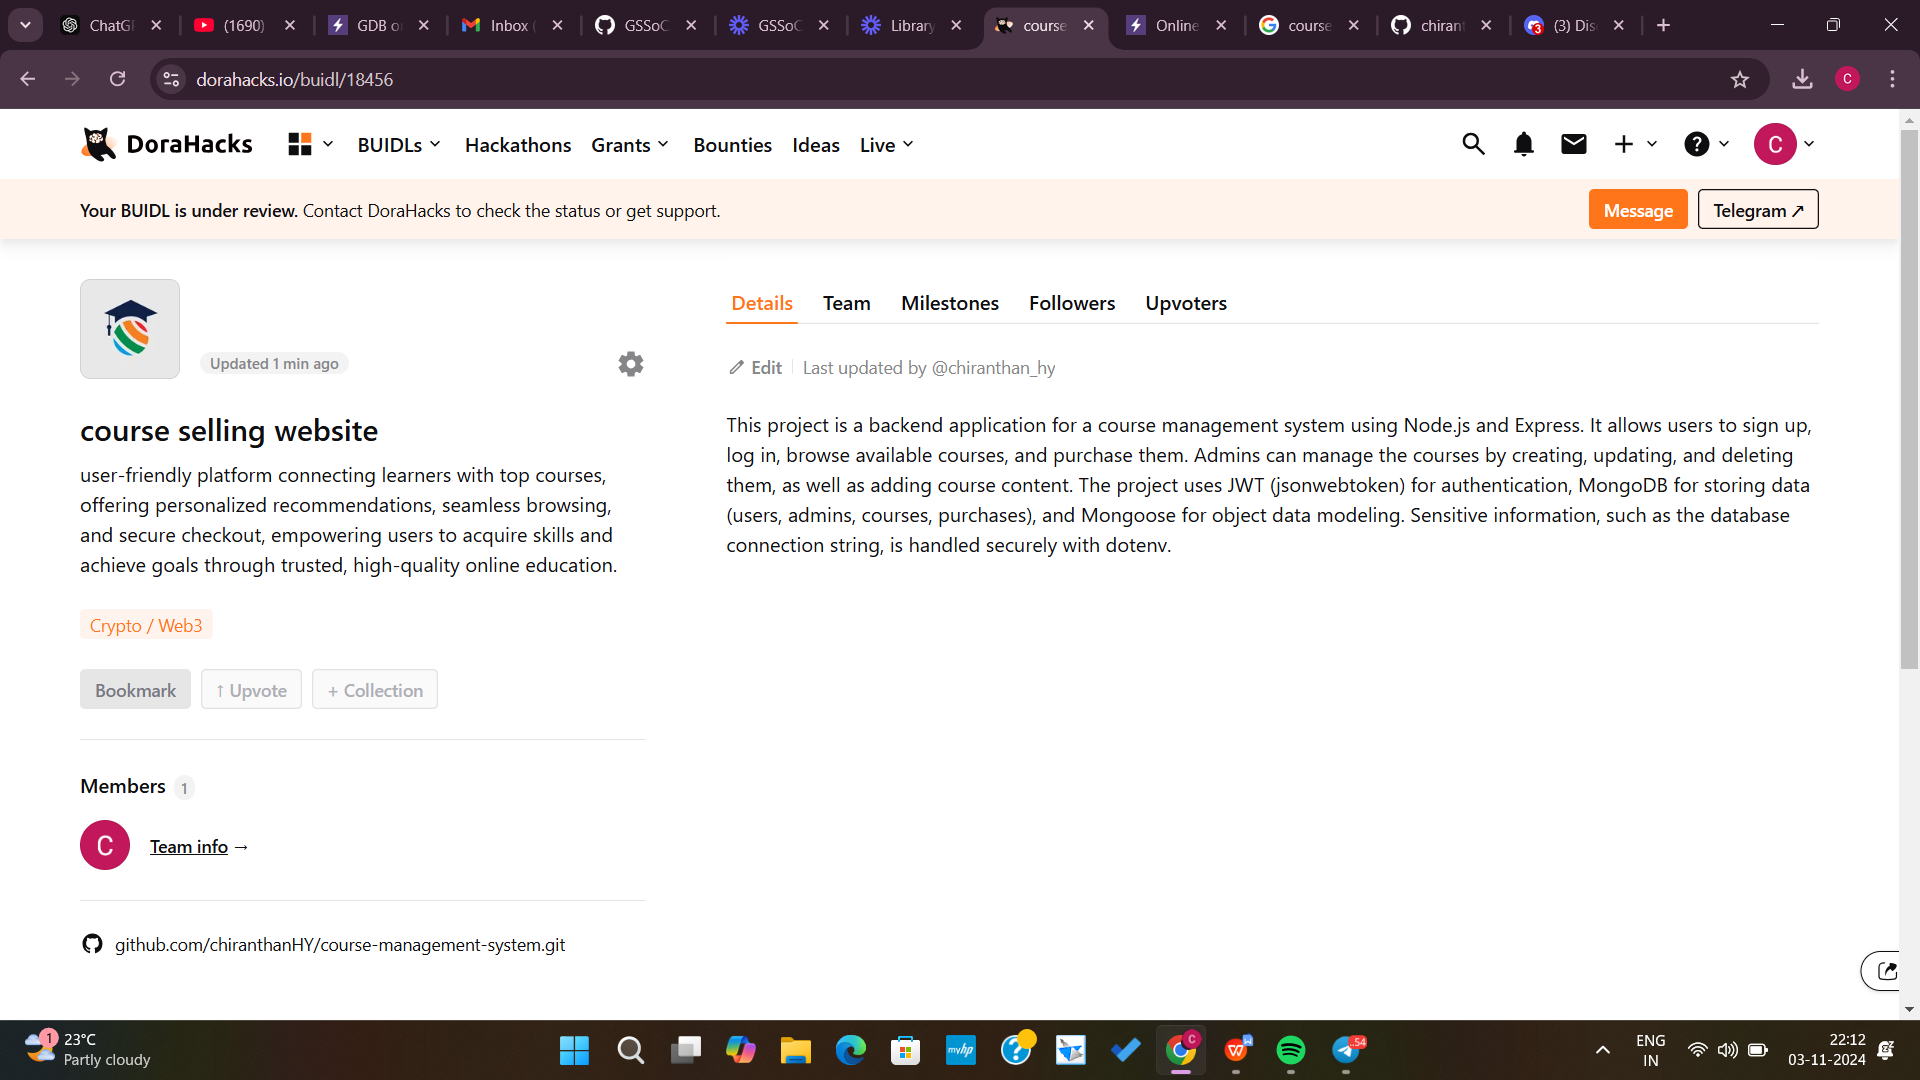 ChatGP
(1690)
GDB o
Inbox (
GSSoC
GSSoC
Library
course
Online
course
chirant
(3) Dis
dorahacks.io/buidl/18456
C
DoraHacks
BUIDLs
Hackathons
Grants
Bounties
Ideas
Live
C
Your BUIDL is under review. Contact DoraHacks to check the status or get support.
Message
Telegram ↗
Updated 1 min ago
course selling website
user-friendly platform connecting learners with top courses,
offering personalized recommendations, seamless browsing,
and secure checkout, empowering users to acquire skills and
achieve goals through trusted, high-quality online education.
Crypto / Web3
Bookmark
↑ Upvote
+ Collection
Members 1
C
Team info →
github.com/chiranthanHY/course-management-system.git
Details
Team
Milestones
Followers
Upvoters
Edit
Last updated by @chiranthan_hy
This project is a backend application for a course management system using Node.js and Express. It allows users to sign up,
log in, browse available courses, and purchase them. Admins can manage the courses by creating, updating, and deleting
them, as well as adding course content. The project uses JWT (jsonwebtoken) for authentication, MongoDB for storing data
(users, admins, courses, purchases), and Mongoose for object data modeling. Sensitive information, such as the database
connection string, is handled securely with dotenv.
1
23°C
Partly cloudy
myhp
C
W
54
ENG
IN
22:12
03-11-2024